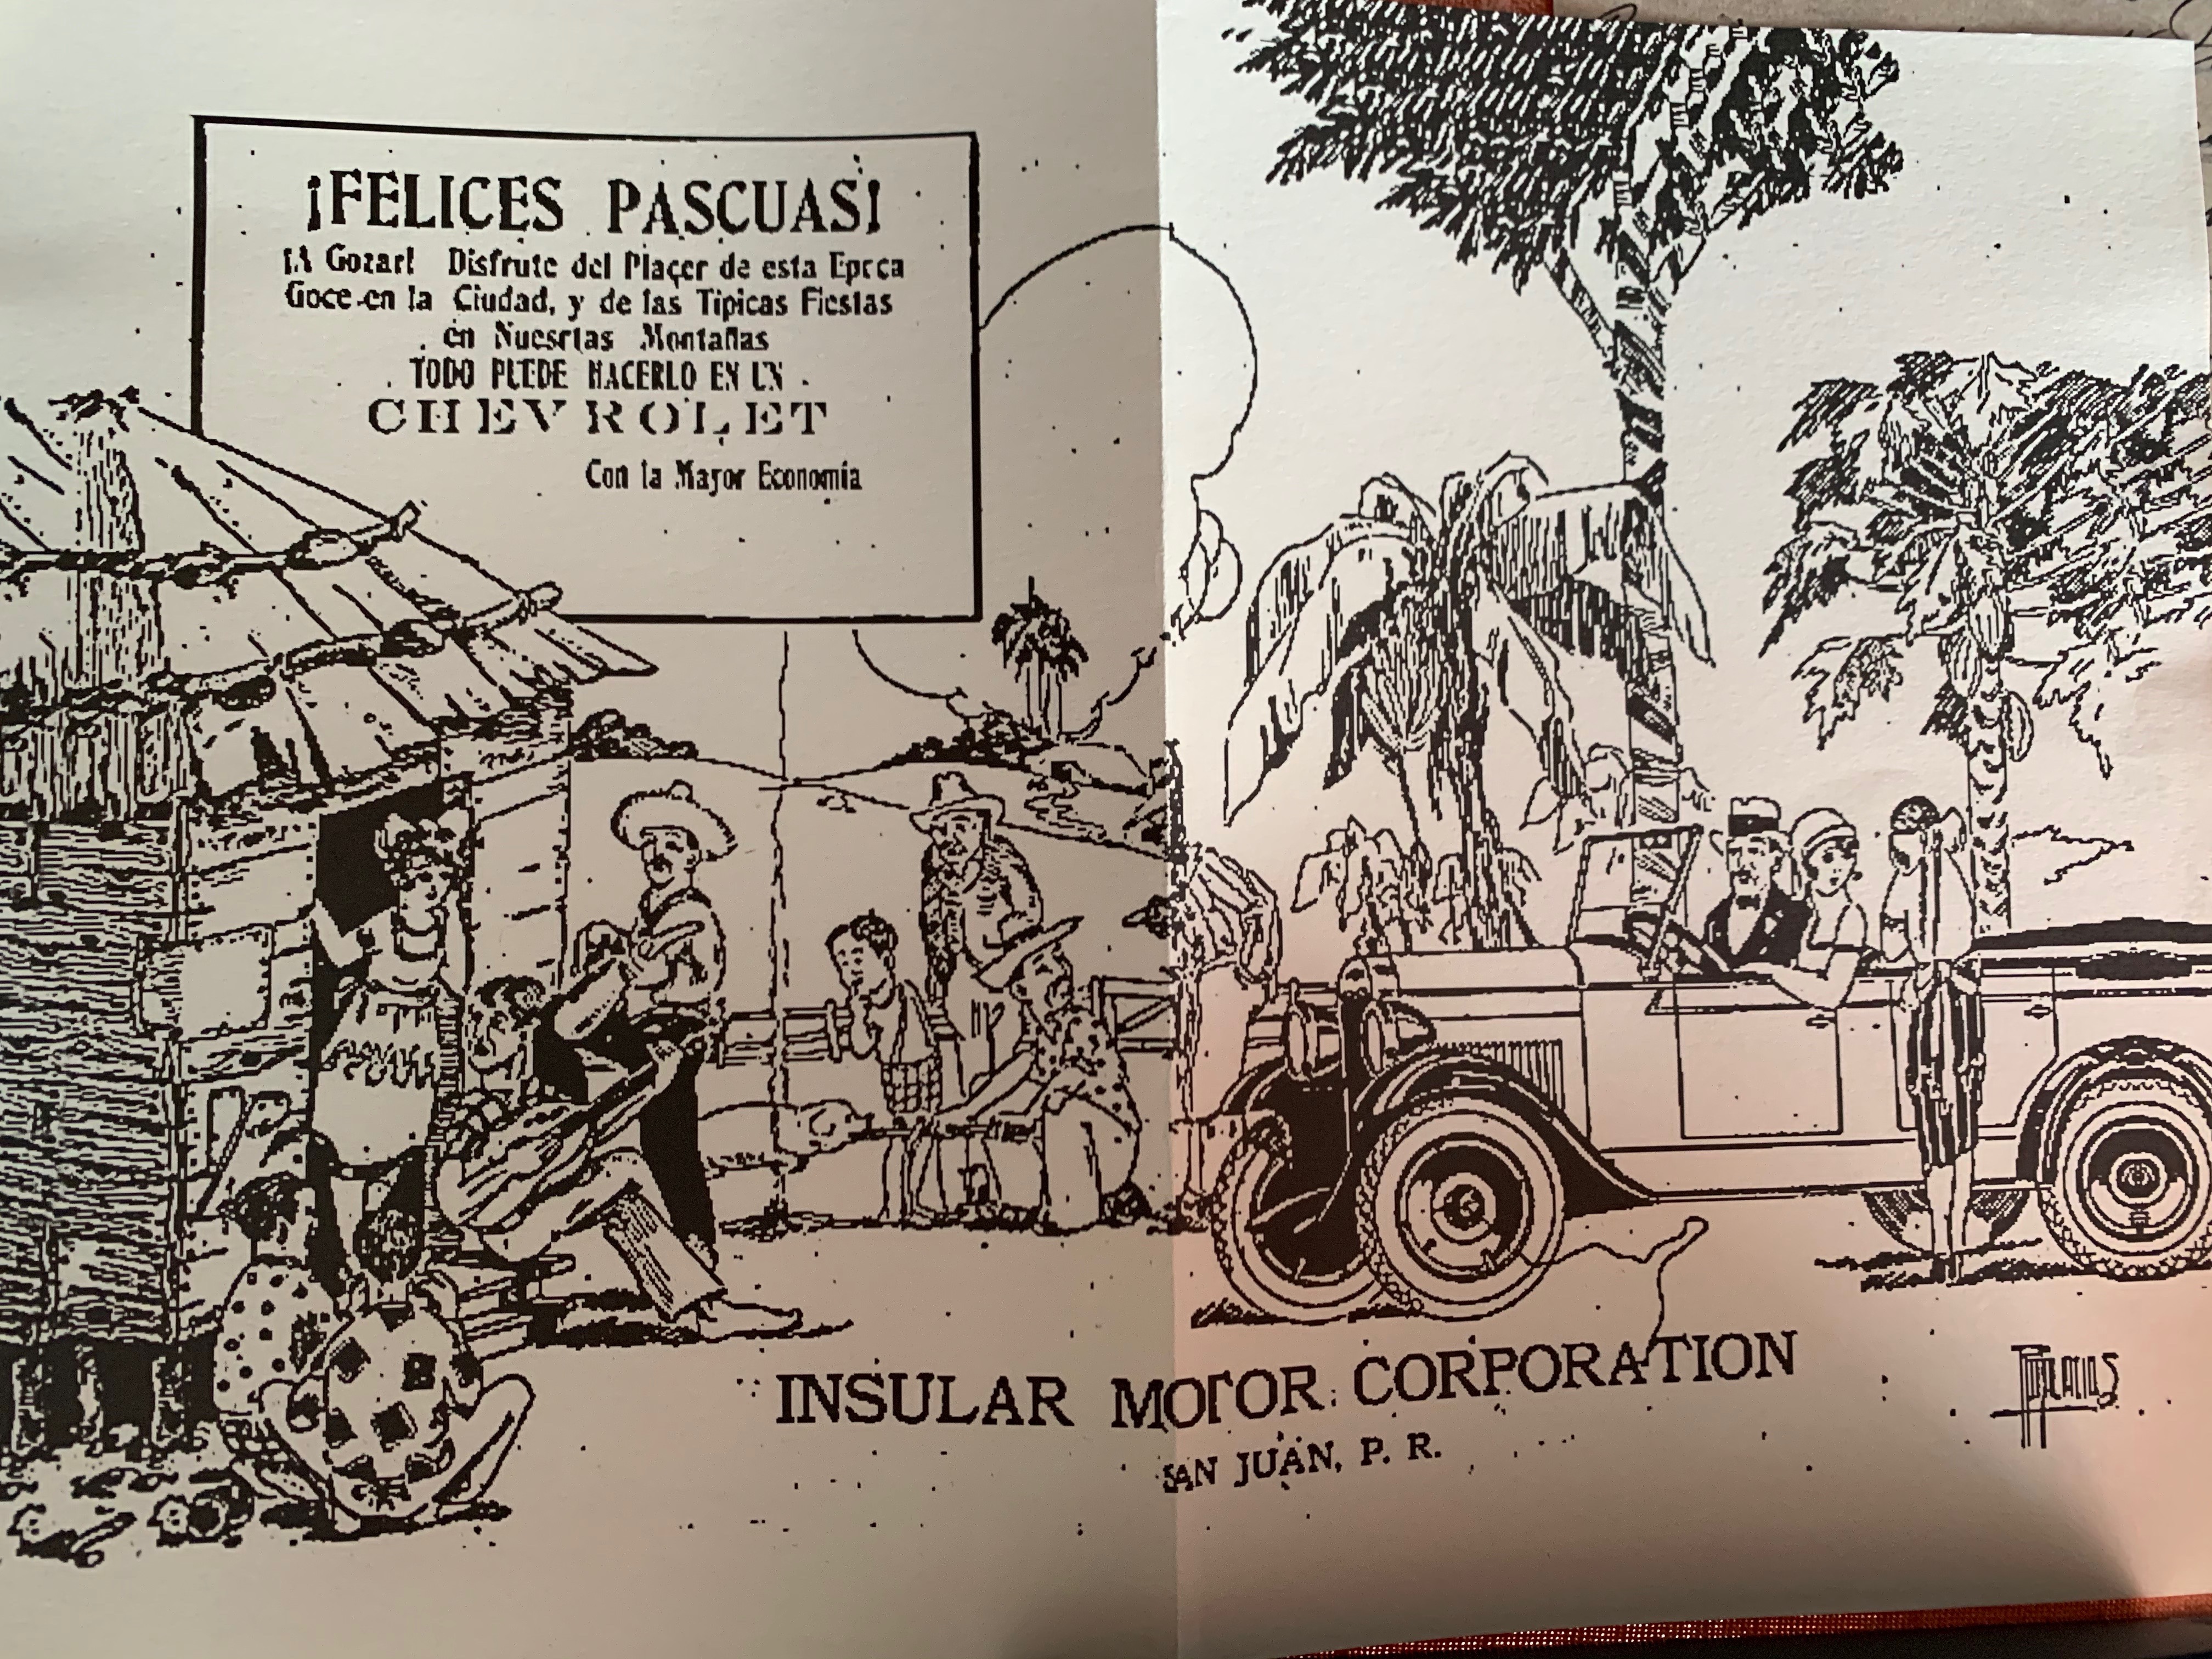 ¡FELICES PASCUAS!
¡A Gozar! Disfrute del Placer de esta Epoca
Goce en la Ciudad, y de las Tipicas Fiestas
en Nuesrtas Montañas
TODO PUEDE HACERLO EN UN
CHEVROLET
Con la Mayor Economia
INSULAR MOTOR CORPORATION
SAN JUAN, P. R.